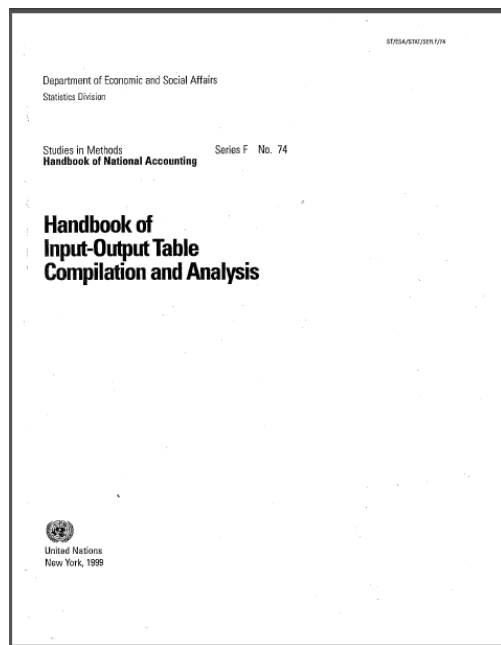 ST/ESA/STAT/SER.F/74
Department of Economic and Social Affairs
Statistics Division
Studies in Methods Series F No. 74
Handbook of National Accounting
Handbook of
Input-Output Table
Compilation and Analysis
United Nations
New York, 1999